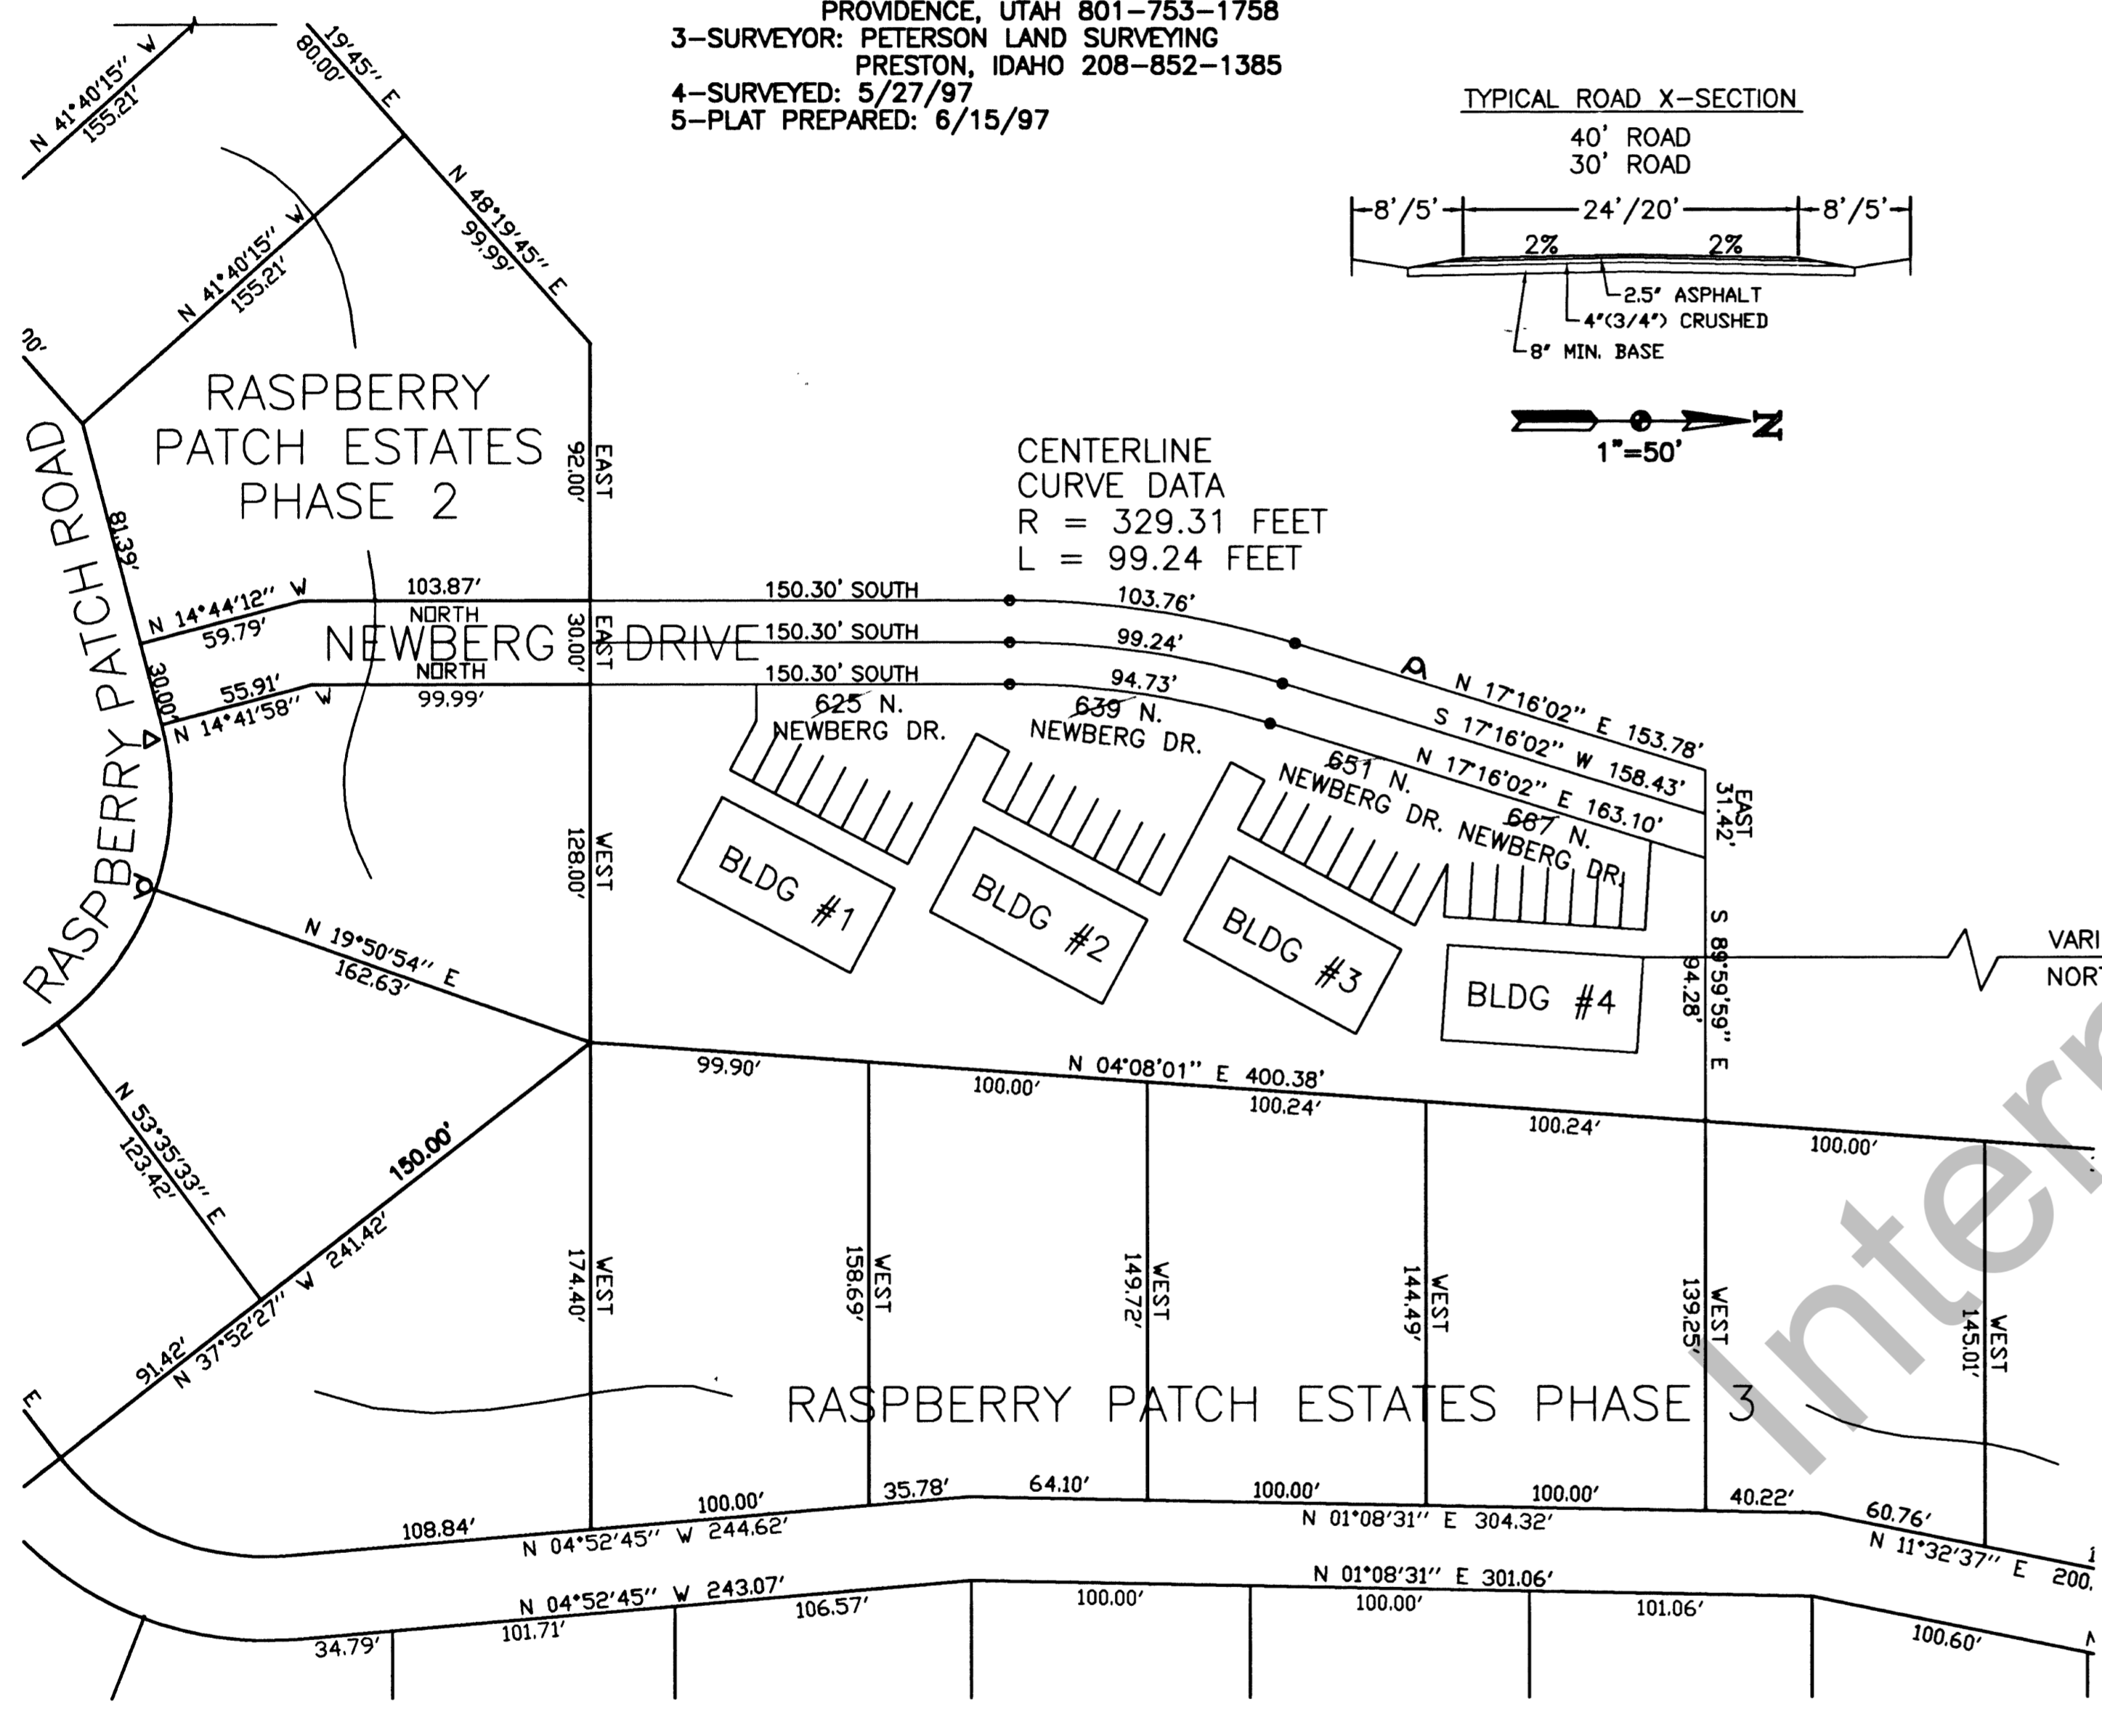 PROVIDENCE, UTAH 801-753-1758
3-SURVEYOR: PETERSON LAND SURVEYING
PRESTON, IDAHO 208-852-1385
4-SURVEYED: 5/27/97
5-PLAT PREPARED: 6/15/97
TYPICAL ROAD X-SECTION
40' ROAD
30' ROAD
8'/5'
24'/20'
8'/5'
2%
2%
2.5" ASPHALT
4"(3/4") CRUSHED
8" MIN. BASE
N
1"=50'
N 41°40'15" W
155.21'
19'45" E
80.00'
N 48°19'45" E
99.99'
N 41°40'15" W
155.21'
RASPBERRY
PATCH ESTATES
PHASE 2
EAST
92.00'
CENTERLINE
CURVE DATA
R = 329.31 FEET
L = 99.24 FEET
RASPBERRY PATCH ROAD
81.39'
N 14°44'12" W
59.79'
103.87'
NORTH
NEWBERG DRIVE
EAST
30.00'
NORTH
99.99'
30.00'
55.91'
N 14°41'58" W
150.30' SOUTH
150.30' SOUTH
150.30' SOUTH
103.76'
99.24'
94.73'
N 17°16'02" E 153.78'
S 17°16'02" W 158.43'
N 17°16'02" E 163.10'
EAST
31.42'
625 N.
NEWBERG DR.
639 N.
NEWBERG DR.
651 N.
NEWBERG DR.
667 N.
NEWBERG DR.
BLDG #1
BLDG #2
BLDG #3
BLDG #4
S 89°59'59" E
94.28'
VARI
NOR
WEST
128.00'
RASPBERRY
N 19°50'54" E
162.63'
99.90'
100.00'
N 04°08'01" E 400.38'
100.24'
100.24'
100.00'
N 53°35'33" E
123.42'
150.00'
N 37°52'27" W 241.42'
91.42'
E
WEST
174.40'
WEST
158.69'
WEST
149.72'
WEST
144.49'
WEST
139.25'
WEST
145.01'
RASPBERRY PATCH ESTATES PHASE 3
108.84'
100.00'
35.78'
64.10'
100.00'
100.00'
40.22'
60.76'
N 04°52'45" W 244.62'
N 01°08'31" E 304.32'
N 11°32'37" E 200.
N 04°52'45" W 243.07'
N 01°08'31" E 301.06'
34.79'
101.71'
106.57'
100.00'
100.00'
101.06'
100.60'
Inter